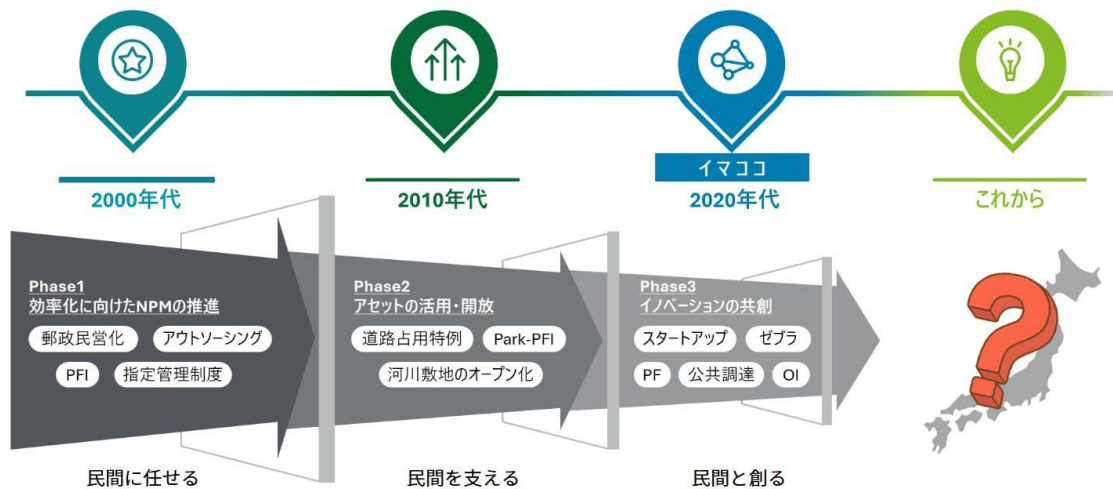 イマココ
2000年代
2010年代
2020年代
これから
Phase1
効率化に向けたNPMの推進
郵政民営化
アウトソーシング
PFI
指定管理制度
Phase2
アセットの活用・開放
道路占用特例
Park-PFI
河川敷地のオープン化
Phase3
イノベーションの共創
スタートアップ
ゼブラ
PF
公共調達
OI
?
民間に任せる
民間を支える
民間と創る